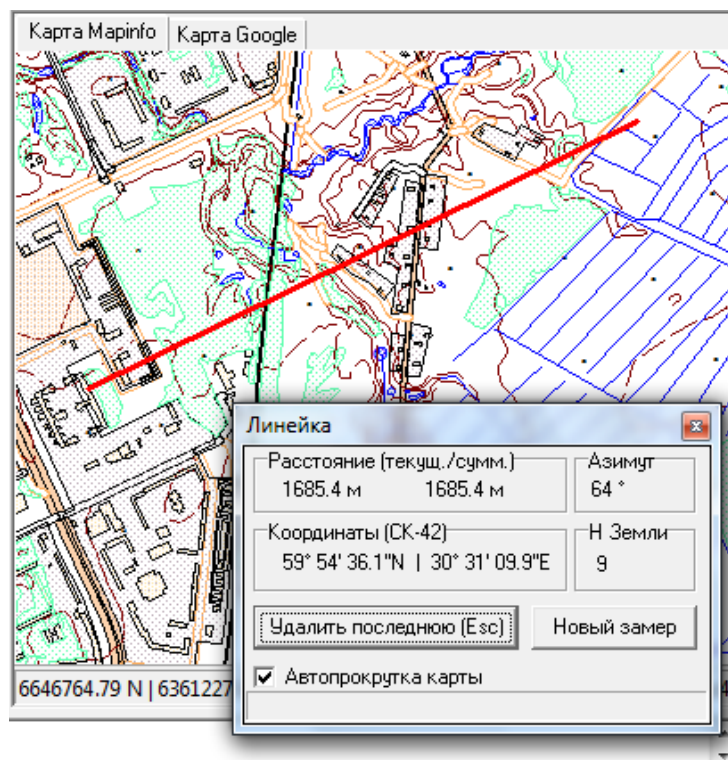 Карта Mapinfo Карта Google
Линейка
Расстояние (текущ./сумм.) Азимут
1685.4 м 1685.4 м 64 °
Координаты (СК-42) Н Земли
59° 54' 36.1"N | 30° 31' 09.9"E 9
Удалить последнюю (Esc) Новый замер
Автопрокрутка карты
6646764.79 N | 6361227